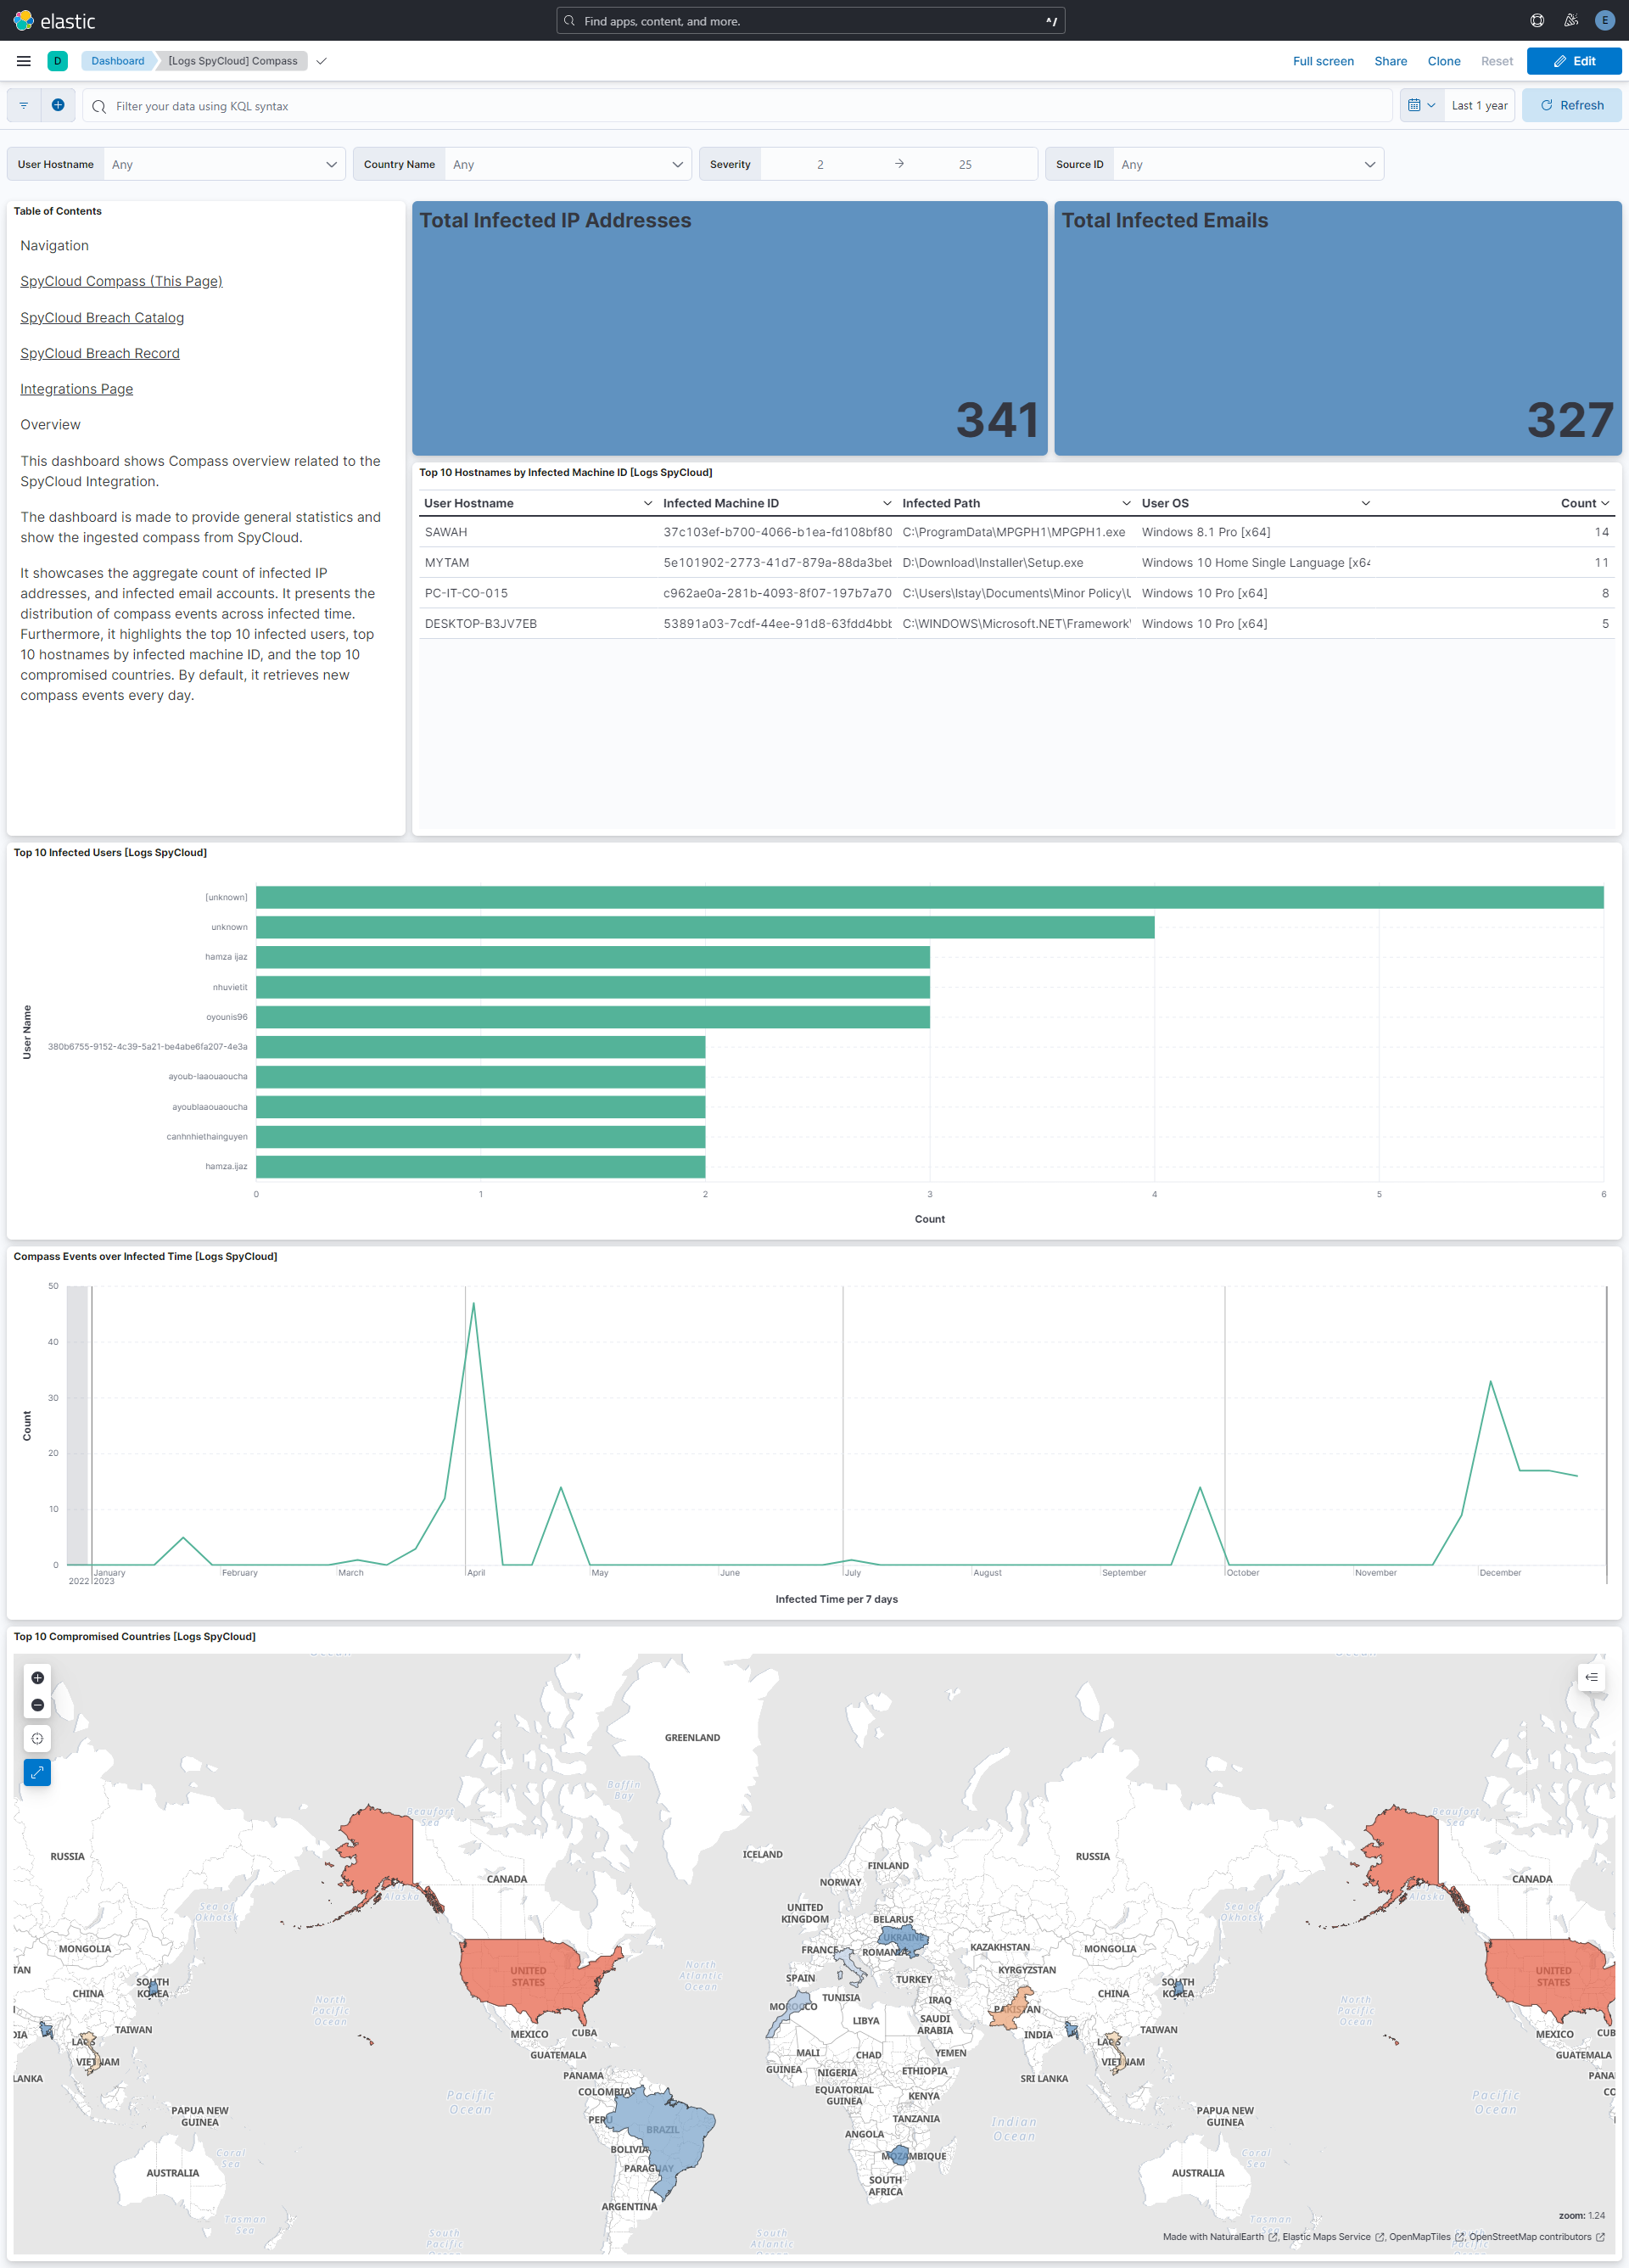 elastic
Find apps, content, and more.
^/
E
D
Dashboard
[Logs SpyCloud] Compass
Full screen
Share
Clone
Reset
Edit
Filter your data using KQL syntax
Last 1 year
Refresh
User Hostname
Any
Country Name
Any
Severity
2
→
25
Source ID
Any
Table of Contents
Navigation
SpyCloud Compass (This Page)
SpyCloud Breach Catalog
SpyCloud Breach Record
Integrations Page
Overview
This dashboard shows Compass overview related to the
SpyCloud Integration.
The dashboard is made to provide general statistics and
show the ingested compass from SpyCloud.
It showcases the aggregate count of infected IP
addresses, and infected email accounts. It presents the
distribution of compass events across infected time.
Furthermore, it highlights the top 10 infected users, top
10 hostnames by infected machine ID, and the top 10
compromised countries. By default, it retrieves new
compass events every day.
Total Infected IP Addresses
341
Total Infected Emails
327
Top 10 Hostnames by Infected Machine ID [Logs SpyCloud]
User Hostname Infected Machine ID Infected Path User OS Count
SAWAH 37c103ef-b700-4066-b1ea-fd108bf80 C:\ProgramData\MPGPH1\MPGPH1.exe Windows 8.1 Pro [x64] 14
MYTAM 5e101902-2773-41d7-879a-88da3beb D:\Download\Installer\Setup.exe Windows 10 Home Single Language [x64 11
PC-IT-CO-015 c962ae0a-281b-4093-8f07-197b7a70 C:\Users\Istay\Documents\Minor Policy\ Windows 10 Pro [x64] 8
DESKTOP-B3JV7EB 53891a03-7cdf-44ee-91d8-63fdd4bbb C:\WINDOWS\Microsoft.NET\Framework\ Windows 10 Pro [x64] 5
Top 10 Infected Users [Logs SpyCloud]
User Name
[unknown]
unknown
hamza ijaz
nhuvietit
oyounis96
380b6755-9152-4c39-5a21-be4abe6fa207-4e3a
ayoub-laaouaoucha
ayoublaaouaoucha
canhnhiethainguyen
hamza.ijaz
0 1 2 3 4 5 6
Count
Compass Events over Infected Time [Logs SpyCloud]
Count
50
40
30
20
10
0
January February March April May June July August September October November December
2022 2023
Infected Time per 7 days
Top 10 Compromised Countries [Logs SpyCloud]
Ocean
Ocean
GREENLAND
Baffin
Bay
Beaufort
Sea
Beaufort
Sea
RUSSIA
ICELAND
RUSSIA
FINLAND
CANADA
NORWAY
CANADA
Alaska
Alaska
Sea of
Okhotsk
Sea of
Okhotsk
UNITED
KINGDOM
BELARUS
UKRAINE
MONGOLIA
FRANCE
ROMANIA
KAZAKHSTAN
MONGOLIA
TAN
UNITED
STATES
North
Atlantic
Ocean
KYRGYZSTAN
UNITED
STATES
SPAIN
TURKEY
SOUTH
KOREA
SOUTH
KOREA
CHINA
CHINA
TUNISIA
MOROCCO
IRAQ
PAKISTAN
North
Pacific
Ocean
North
Pacific
Ocean
LIBYA
SAUDI
ARABIA
DIA
TAIWAN
MEXICO
CUBA
INDIA
TAIWAN
MEXICO
CUB
LAOS
LAOS
GUATEMALA
MALI
CHAD
YEMEN
GUATEMALA
VIETNAM
VIETNAM
LANKA
PANAMA
GUINEA
NIGERIA
ETHIOPIA
SRI LANKA
PANA
COLOMBIA
EQUATORIAL
GUINEA
KENYA
CO
Pacific
Ocean
Pacific
Ocean
PAPUA NEW
GUINEA
PERU
BRAZIL
TANZANIA
Indian
Ocean
PAPUA NEW
GUINEA
ANGOLA
BOLIVIA
MOZAMBIQUE
Coral
Sea
Coral
Sea
AUSTRALIA
PARAGUAY
SOUTH
AFRICA
AUSTRALIA
ARGENTINA
Tasman
Sea
Tasman
Sea
South
Pacific
South
Atlantic
zoom: 1.24
Made with NaturalEarth, Elastic Maps Service, OpenMapTiles, OpenStreetMap contributors